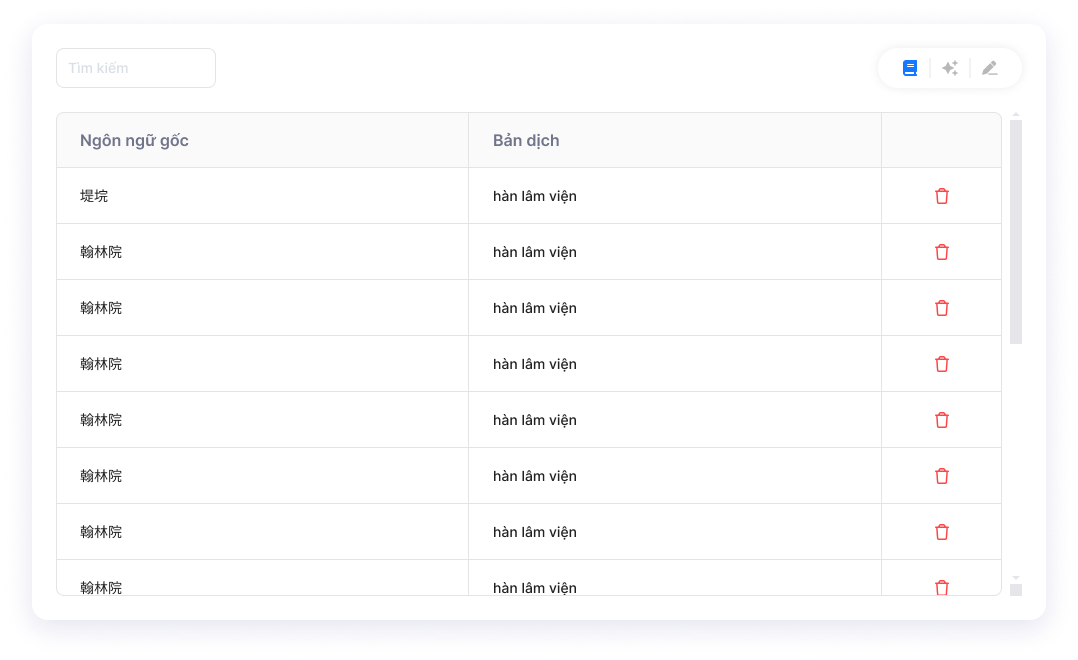 Tìm kiếm
Ngôn ngữ gốc Bản dịch
堤垸 hàn lâm viện
翰林院 hàn lâm viện
翰林院 hàn lâm viện
翰林院 hàn lâm viện
翰林院 hàn lâm viện
翰林院 hàn lâm viện
翰林院 hàn lâm viện
翰林院 hàn lâm viện